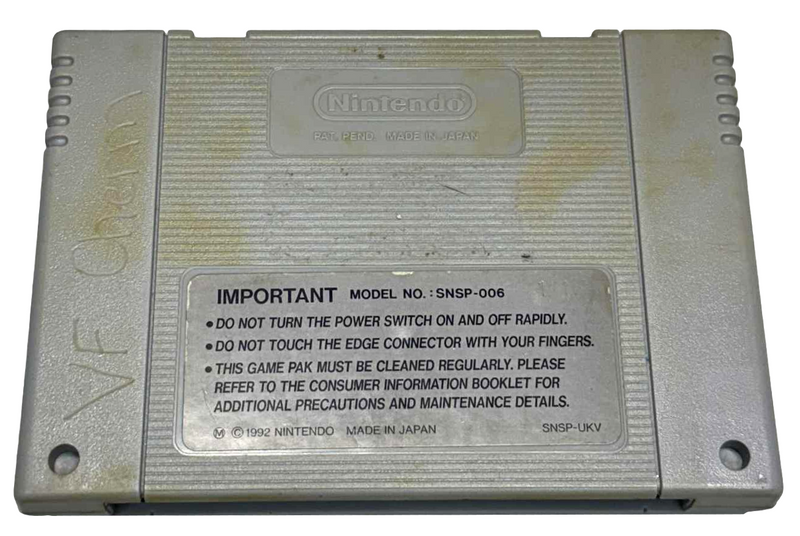 Nintendo
PAT. PEND. MADE IN JAPAN
VF Cherm
IMPORTANT MODEL NO. : SNSP-006
• DO NOT TURN THE POWER SWITCH ON AND OFF RAPIDLY.
• DO NOT TOUCH THE EDGE CONNECTOR WITH YOUR FINGERS.
• THIS GAME PAK MUST BE CLEANED REGULARLY. PLEASE
REFER TO THE CONSUMER INFORMATION BOOKLET FOR
ADDITIONAL PRECAUTIONS AND MAINTENANCE DETAILS.
Ⓜ © 1992 NINTENDO MADE IN JAPAN SNSP-UKV